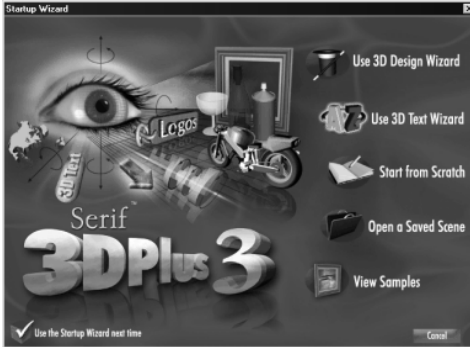 Startup Wizard
Use 3D Design Wizard
Logos
Use 3D Text Wizard
3D Text
Start from Scratch
Serif™
Open a Saved Scene
3DPlus 3
View Samples
Use the Startup Wizard next time
Cancel